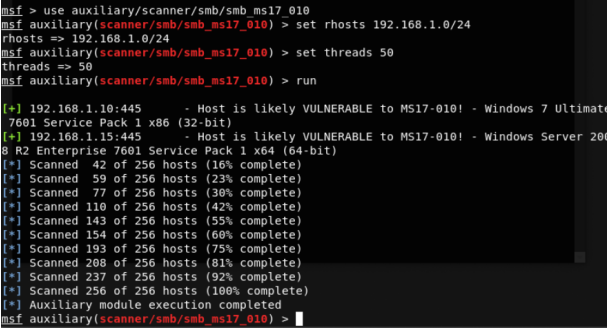 msf > use auxiliary/scanner/smb/smb_ms17_010
msf auxiliary(scanner/smb/smb_ms17_010) > set rhosts 192.168.1.0/24
rhosts => 192.168.1.0/24
msf auxiliary(scanner/smb/smb_ms17_010) > set threads 50
threads => 50
msf auxiliary(scanner/smb/smb_ms17_010) > run
[+] 192.168.1.10:445 - Host is likely VULNERABLE to MS17-010! - Windows 7 Ultimate
7601 Service Pack 1 x86 (32-bit)
[+] 192.168.1.15:445 - Host is likely VULNERABLE to MS17-010! - Windows Server 200
8 R2 Enterprise 7601 Service Pack 1 x64 (64-bit)
[*] Scanned 42 of 256 hosts (16% complete)
[*] Scanned 59 of 256 hosts (23% complete)
[*] Scanned 77 of 256 hosts (30% complete)
[*] Scanned 110 of 256 hosts (42% complete)
[*] Scanned 143 of 256 hosts (55% complete)
[*] Scanned 154 of 256 hosts (60% complete)
[*] Scanned 193 of 256 hosts (75% complete)
[*] Scanned 208 of 256 hosts (81% complete)
[*] Scanned 237 of 256 hosts (92% complete)
[*] Scanned 256 of 256 hosts (100% complete)
[*] Auxiliary module execution completed
msf auxiliary(scanner/smb/smb_ms17_010) >